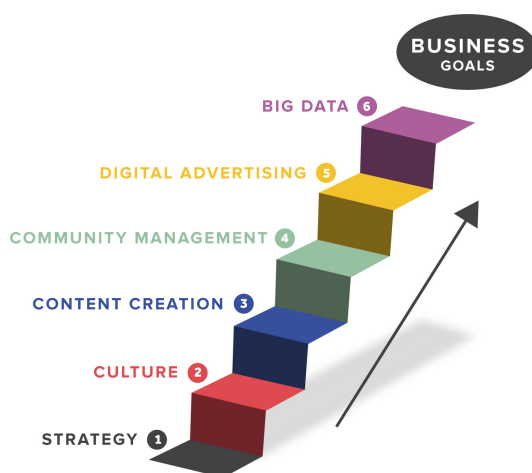 BUSINESS
GOALS
BIG DATA 6
DIGITAL ADVERTISING 5
COMMUNITY MANAGEMENT 4
CONTENT CREATION 3
CULTURE 2
STRATEGY 1